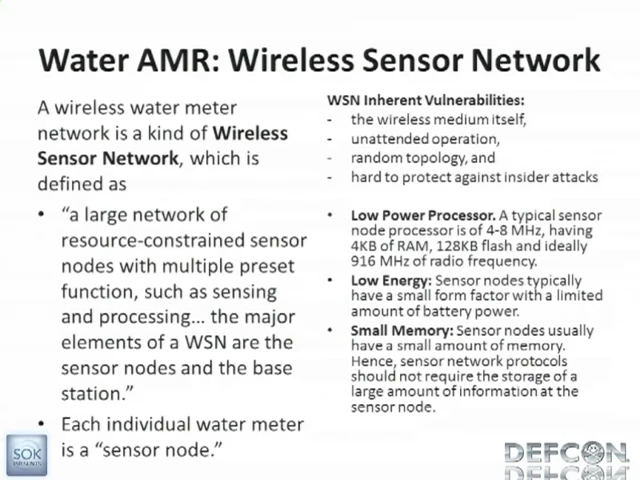 Water AMR: Wireless Sensor Network
A wireless water meter
network is a kind of Wireless
Sensor Network, which is
defined as
• “a large network of
resource-constrained sensor
nodes with multiple preset
function, such as sensing
and processing... the major
elements of a WSN are the
sensor nodes and the base
station.”
• Each individual water meter
is a “sensor node.”
WSN Inherent Vulnerabilities:
- the wireless medium itself,
- unattended operation,
- random topology, and
- hard to protect against insider attacks
• Low Power Processor. A typical sensor
node processor is of 4-8 MHz, having
4KB of RAM, 128KB flash and ideally
916 MHz of radio frequency.
• Low Energy: Sensor nodes typically
have a small form factor with a limited
amount of battery power.
• Small Memory: Sensor nodes usually
have a small amount of memory.
Hence, sensor network protocols
should not require the storage of a
large amount of information at the
sensor node.
SOK
DEFCON